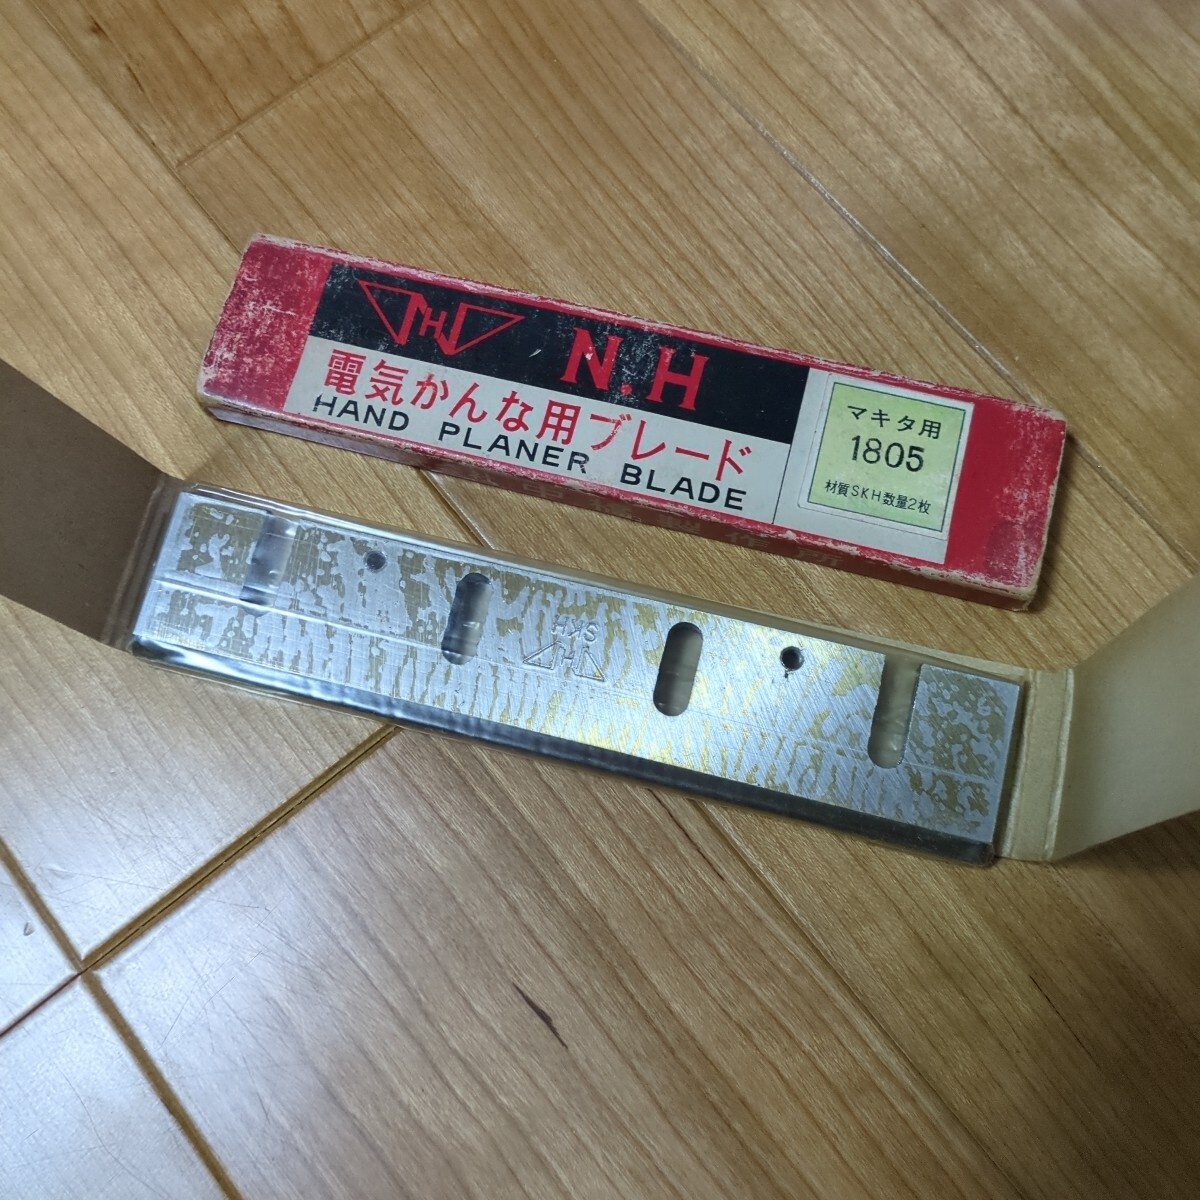 NHJ
N.H
電気かんな用ブレード
HAND PLANER BLADE
マキタ用
1805
材質SKH数量2枚
SKH